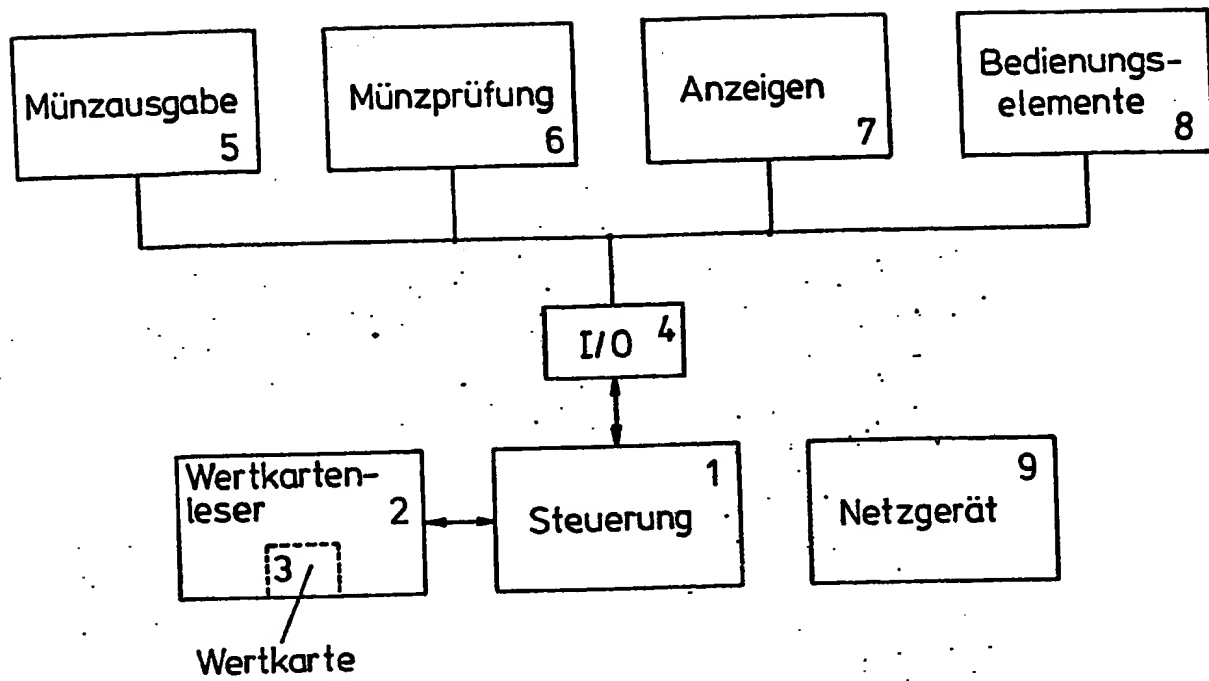 Münzausgabe
5
Münzprüfung
6
Anzeigen
7
Bedienungs-
elemente
8
I/O 4
Wertkarten-
leser 2
3
Wertkarte
1
Steuerung
9
Netzgerät